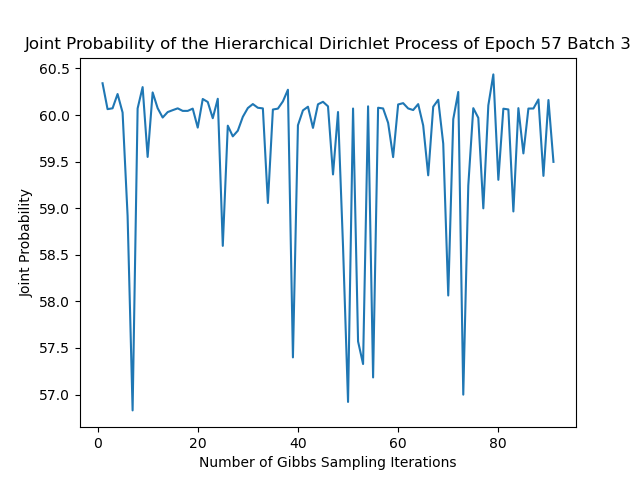 Joint Probability of the Hierarchical Dirichlet Process of Epoch 57 Batch 3
60.5
60.0
59.5
59.0
58.5
58.0
57.5
57.0
Joint Probability
0 20 40 60 80
Number of Gibbs Sampling Iterations